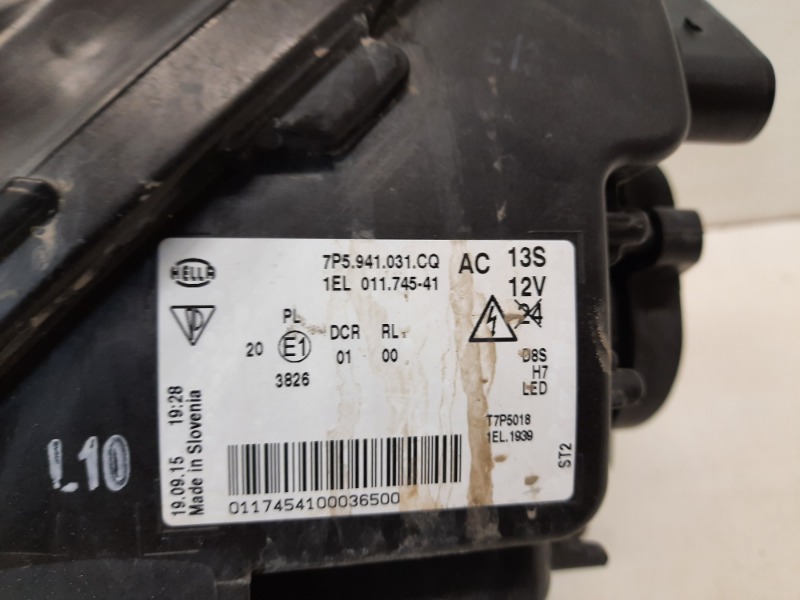 HELLA
7P5.941.031.CQ
1EL 011.745-41
AC 13S
12V
24
PL
20 E1
3826
DCR
01
RL
00
D8S
H7
LED
T7P5018
1EL.1939
ST2
19.09.15 19:28
Made in Slovenia
0117454100036500
L10